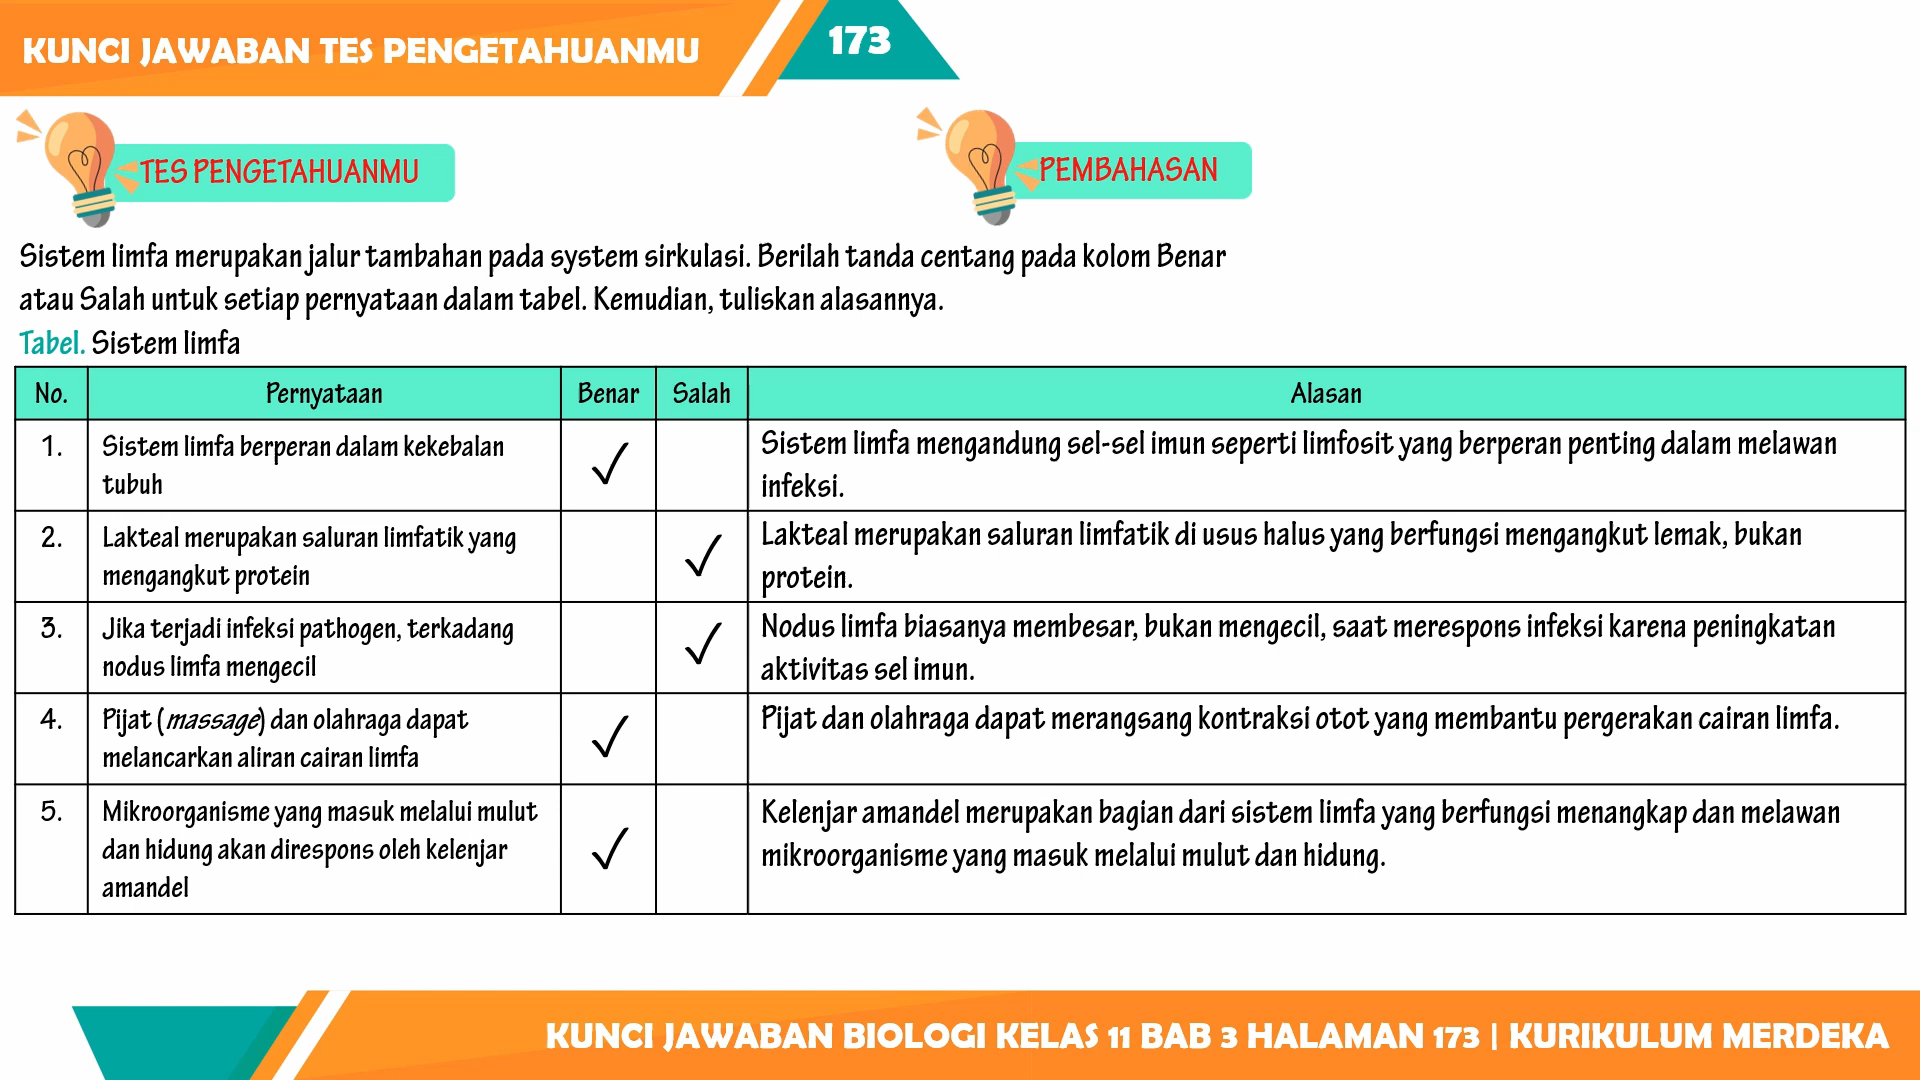 KUNCI JAWABAN TES PENGETAHUANMU
173
TES PENGETAHUANMU
PEMBAHASAN
Sistem limfa merupakan jalur tambahan pada system sirkulasi. Berilah tanda centang pada kolom Benar
atau Salah untuk setiap pernyataan dalam tabel. Kemudian, tuliskan alasannya.
Tabel. Sistem limfa
No. Pernyataan Benar Salah Alasan
1. Sistem limfa berperan dalam kekebalan
tubuh
✓
Sistem limfa mengandung sel-sel imun seperti limfosit yang berperan penting dalam melawan
infeksi.
2. Lakteal merupakan saluran limfatik yang
mengangkut protein
✓
Lakteal merupakan saluran limfatik di usus halus yang berfungsi mengangkut lemak, bukan
protein.
3. Jika terjadi infeksi pathogen, terkadang
nodus limfa mengecil
✓
Nodus limfa biasanya membesar, bukan mengecil, saat merespons infeksi karena peningkatan
aktivitas sel imun.
4. Pijat (massage) dan olahraga dapat
melancarkan aliran cairan limfa
✓
Pijat dan olahraga dapat merangsang kontraksi otot yang membantu pergerakan cairan limfa.
5. Mikroorganisme yang masuk melalui mulut
dan hidung akan direspons oleh kelenjar
amandel
✓
Kelenjar amandel merupakan bagian dari sistem limfa yang berfungsi menangkap dan melawan
mikroorganisme yang masuk melalui mulut dan hidung.
KUNCI JAWABAN BIOLOGI KELAS 11 BAB 3 HALAMAN 173 | KURIKULUM MERDEKA